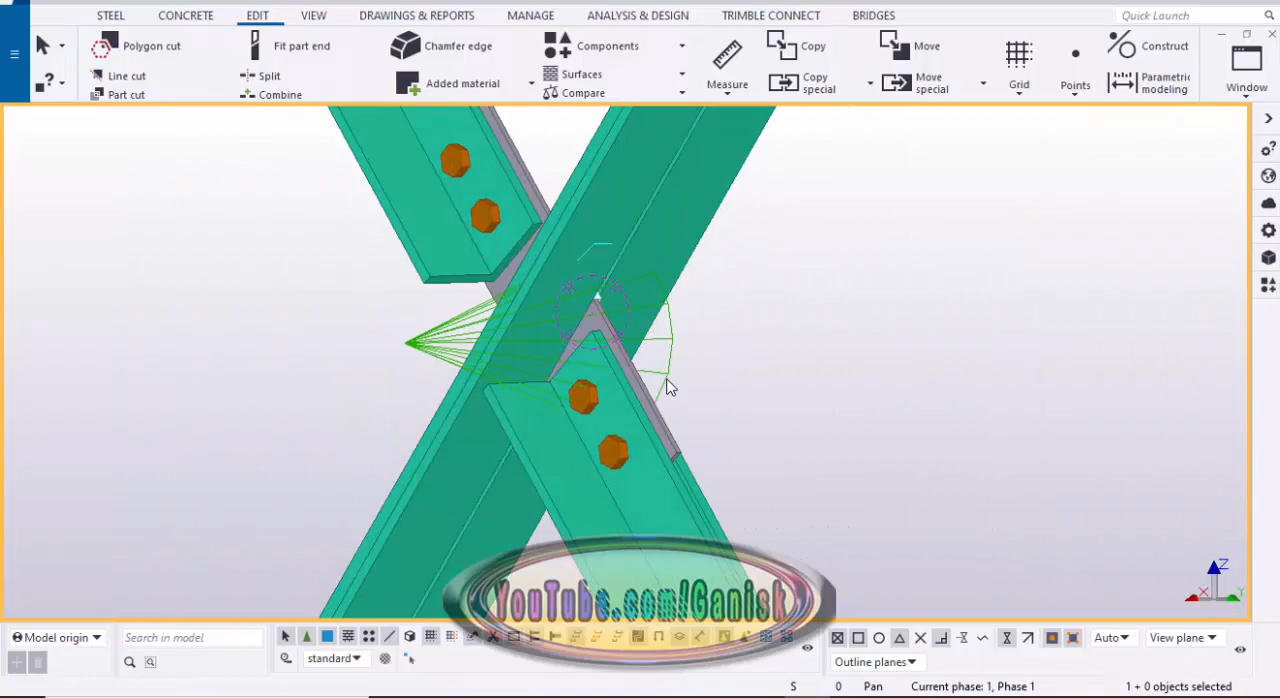 STEEL CONCRETE EDIT VIEW DRAWINGS & REPORTS MANAGE ANALYSIS & DESIGN TRIMBLE CONNECT BRIDGES Quick Launch
Polygon cut Fit part end Chamfer edge Components Copy Move Construct
Line cut Split Added material Surfaces Measure Copy special Move special Grid Points Parametric modeling Window
Part cut Combine Compare
YouTube.com/Ganisk
Model origin Search in model Auto View plane
standard Outline planes
S 0 Pan Current phase: 1, Phase 1 1 + 0 objects selected